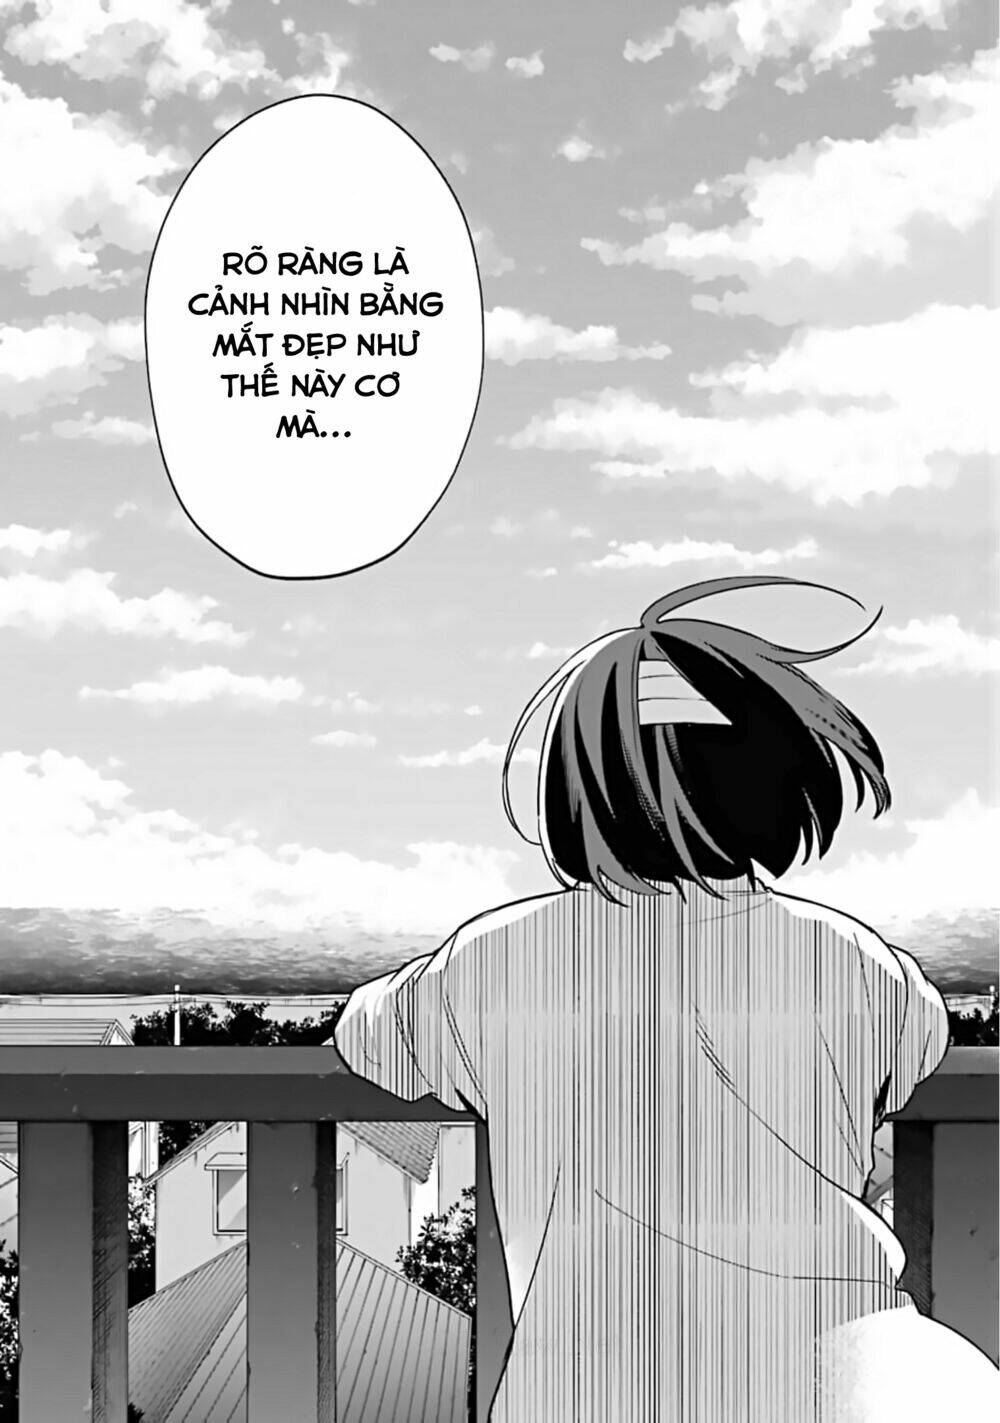 RÕ RÀNG LÀ
CẢNH NHÌN BẰNG
MẮT ĐẸP NHƯ
THẾ NÀY CƠ
MÀ...